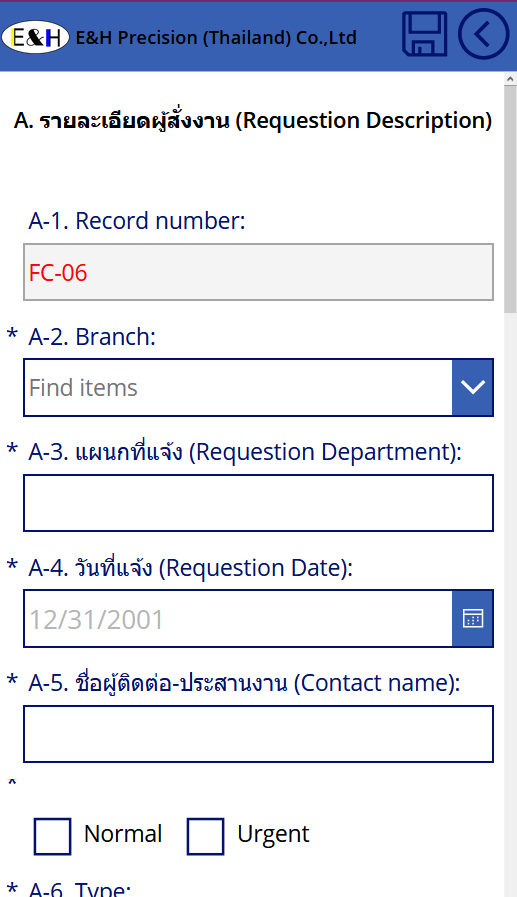 E&H E&H Precision (Thailand) Co.,Ltd
A. รายละเอียดผู้สั่งงาน (Requestion Description)
A-1. Record number:
FC-06
* A-2. Branch:
Find items
* A-3. แผนกที่แจ้ง (Requestion Department):
* A-4. วันที่แจ้ง (Requestion Date):
12/31/2001
* A-5. ชื่อผู้ติดต่อ-ประสานงาน (Contact name):
Normal Urgent
* A-6. Type: